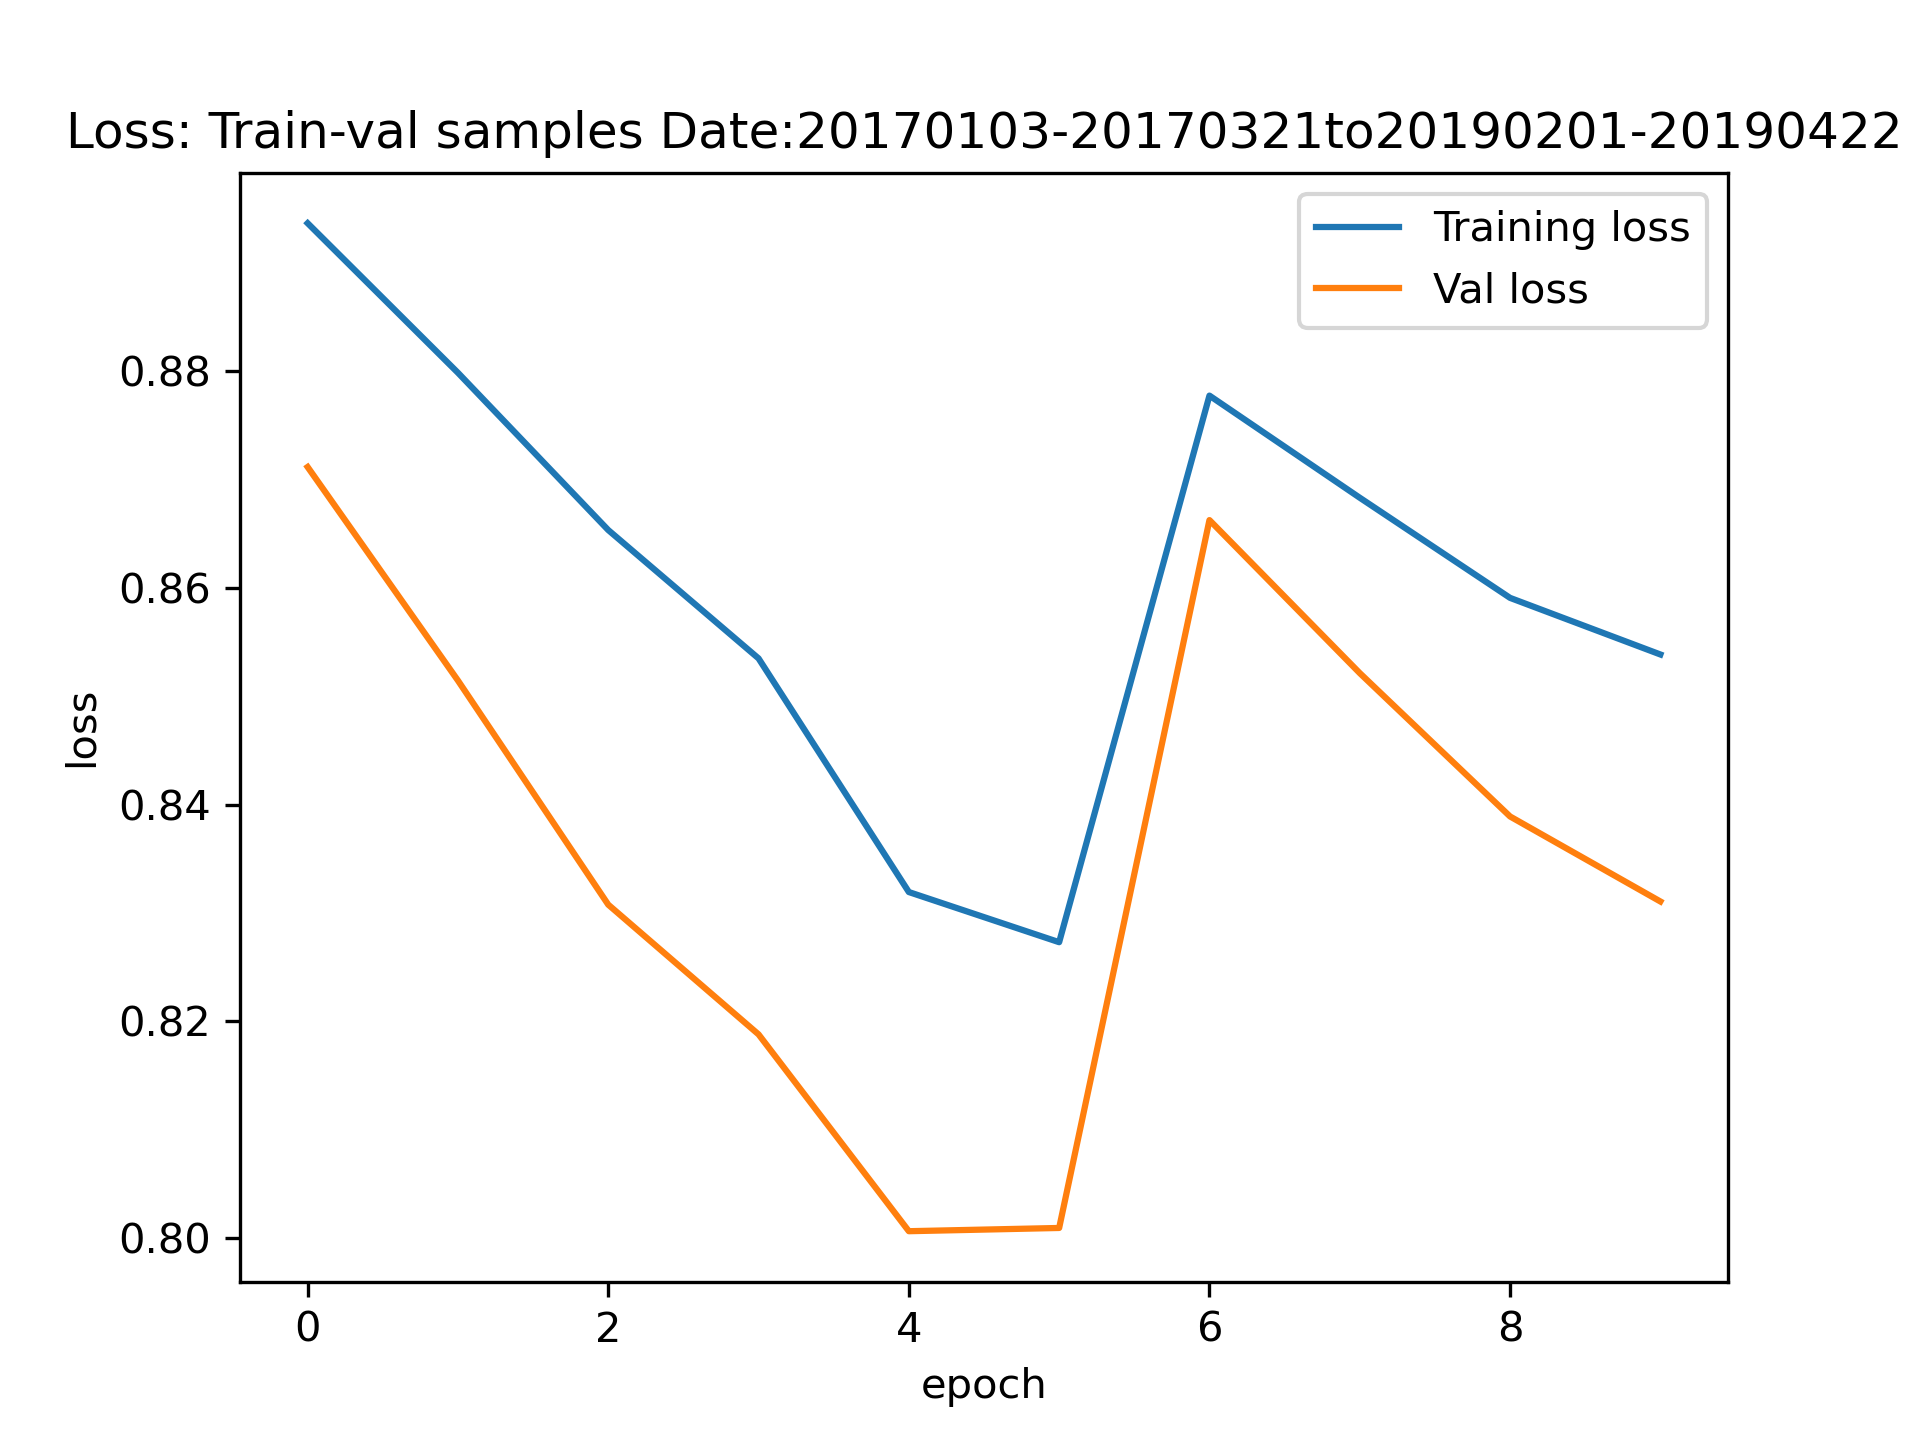 Loss: Train-val samples Date:20170103-20170321to20190201-20190422
Training loss
Val loss
0.88
0.86
0.84
0.82
0.80
loss
0 2 4 6 8
epoch